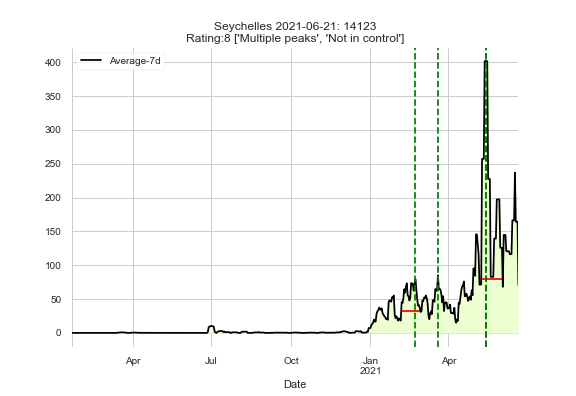 Seychelles 2021-06-21: 14123
Rating:8 ['Multiple peaks', 'Not in control']
Average-7d
400
350
300
250
200
150
100
50
0
Apr
Jul
Oct
Jan
2021
Apr
Date